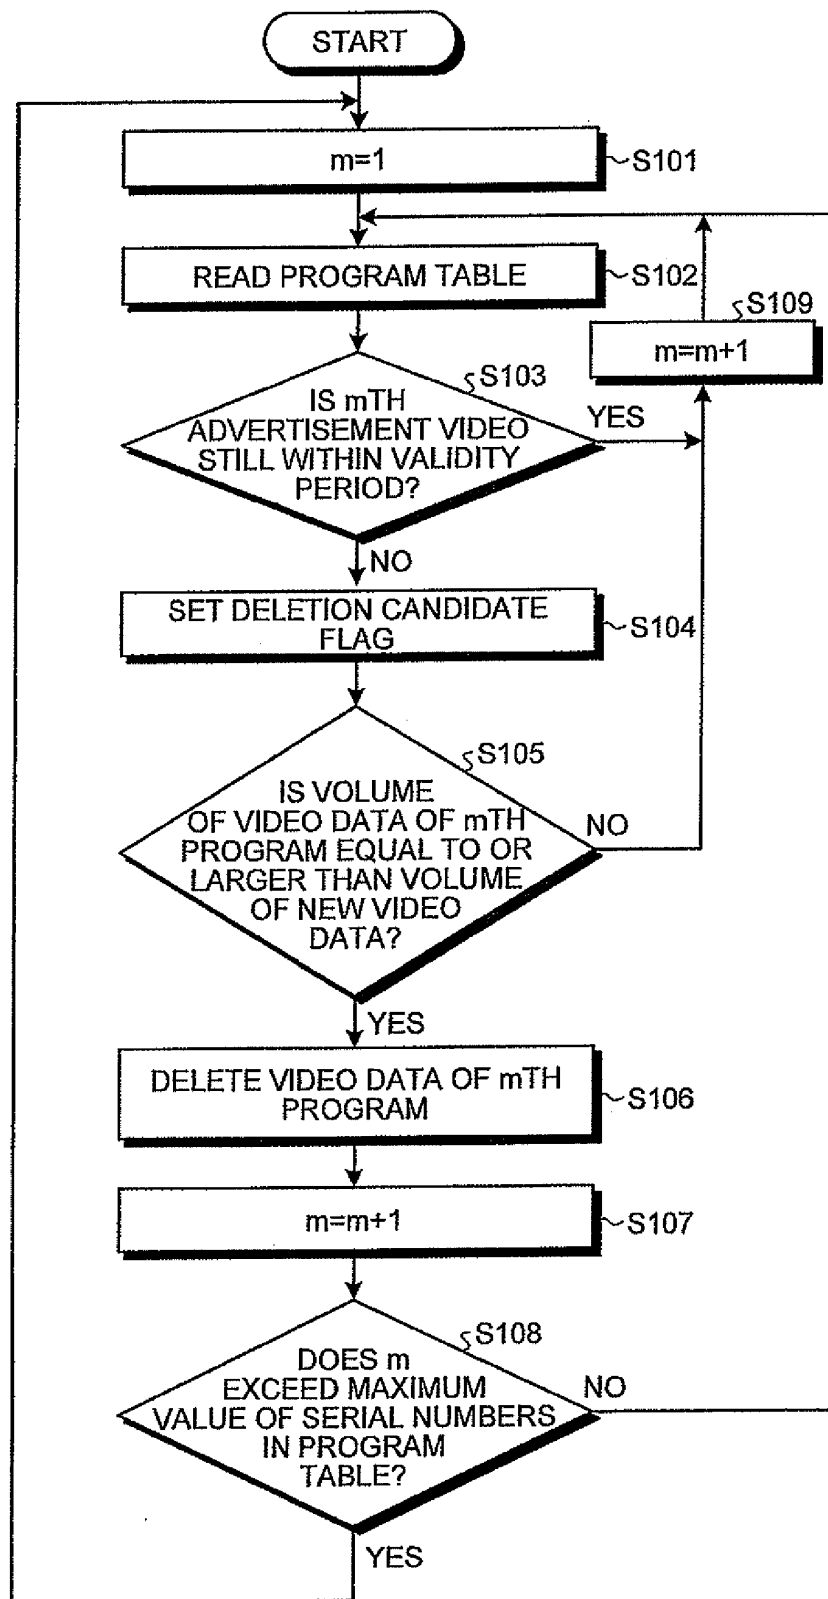 START
m=1
S101
READ PROGRAM TABLE
S102
S109
m=m+1
S103
IS mTH
ADVERTISEMENT VIDEO
STILL WITHIN VALIDITY
PERIOD?
YES
NO
SET DELETION CANDIDATE
FLAG
S104
S105
IS VOLUME
OF VIDEO DATA OF mTH
PROGRAM EQUAL TO OR
LARGER THAN VOLUME
OF NEW VIDEO
DATA?
NO
YES
DELETE VIDEO DATA OF mTH
PROGRAM
S106
m=m+1
S107
S108
DOES m
EXCEED MAXIMUM
VALUE OF SERIAL NUMBERS
IN PROGRAM
TABLE?
NO
YES